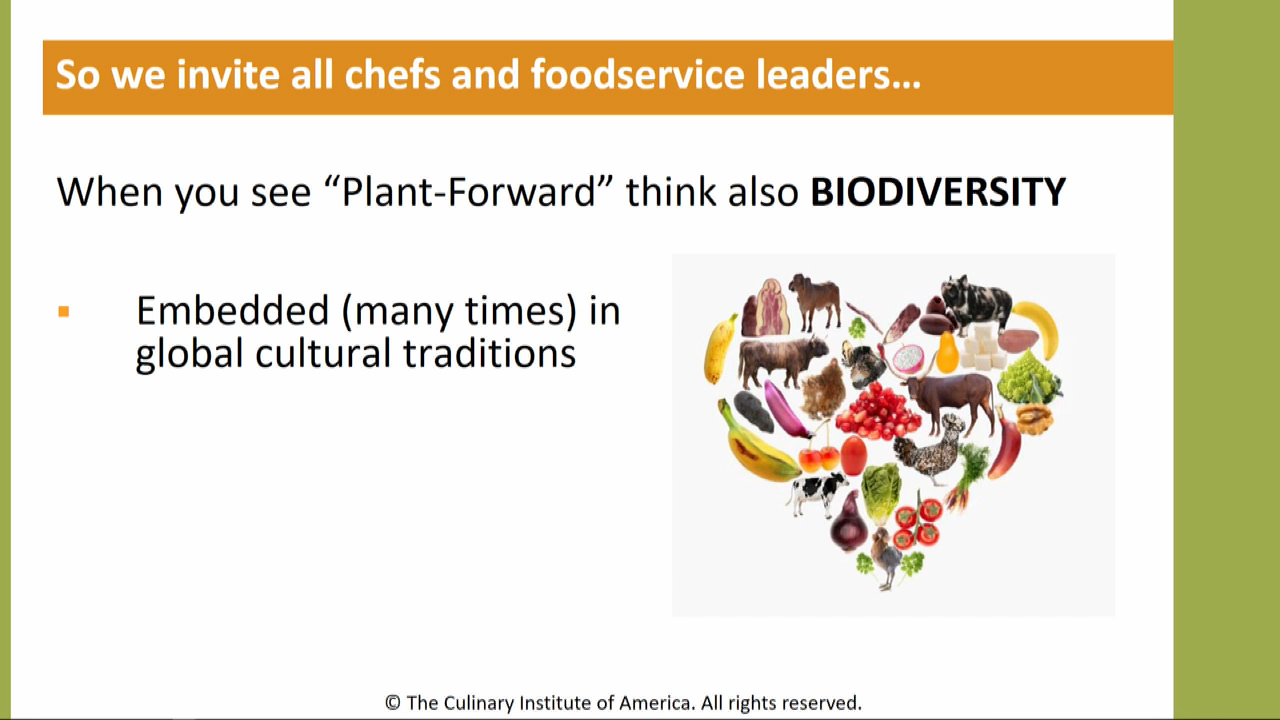 So we invite all chefs and foodservice leaders…
When you see “Plant-Forward” think also BIODIVERSITY
▪ Embedded (many times) in
global cultural traditions
© The Culinary Institute of America. All rights reserved.